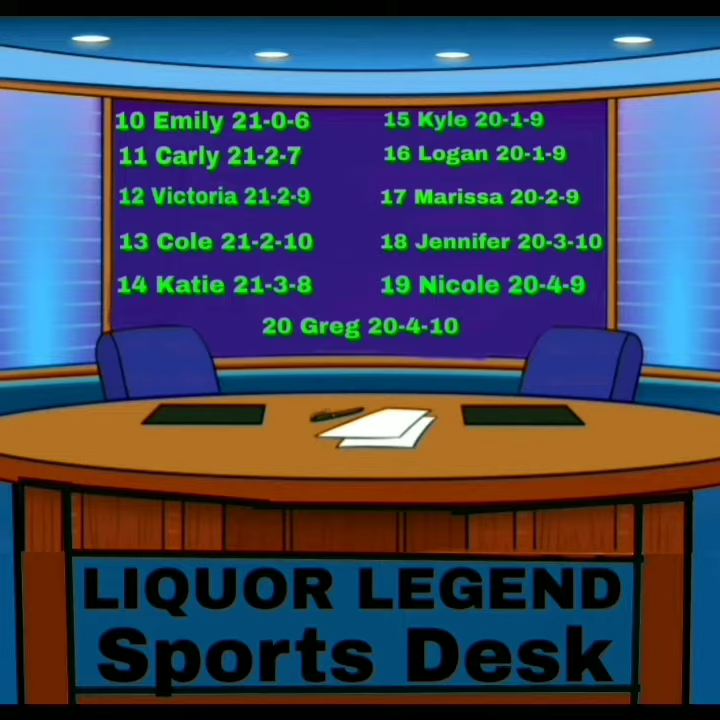 10 Emily 21-0-6
11 Carly 21-2-7
12 Victoria 21-2-9
13 Cole 21-2-10
14 Katie 21-3-8
15 Kyle 20-1-9
16 Logan 20-1-9
17 Marissa 20-2-9
18 Jennifer 20-3-10
19 Nicole 20-4-9
20 Greg 20-4-10
LIQUOR LEGEND
Sports Desk